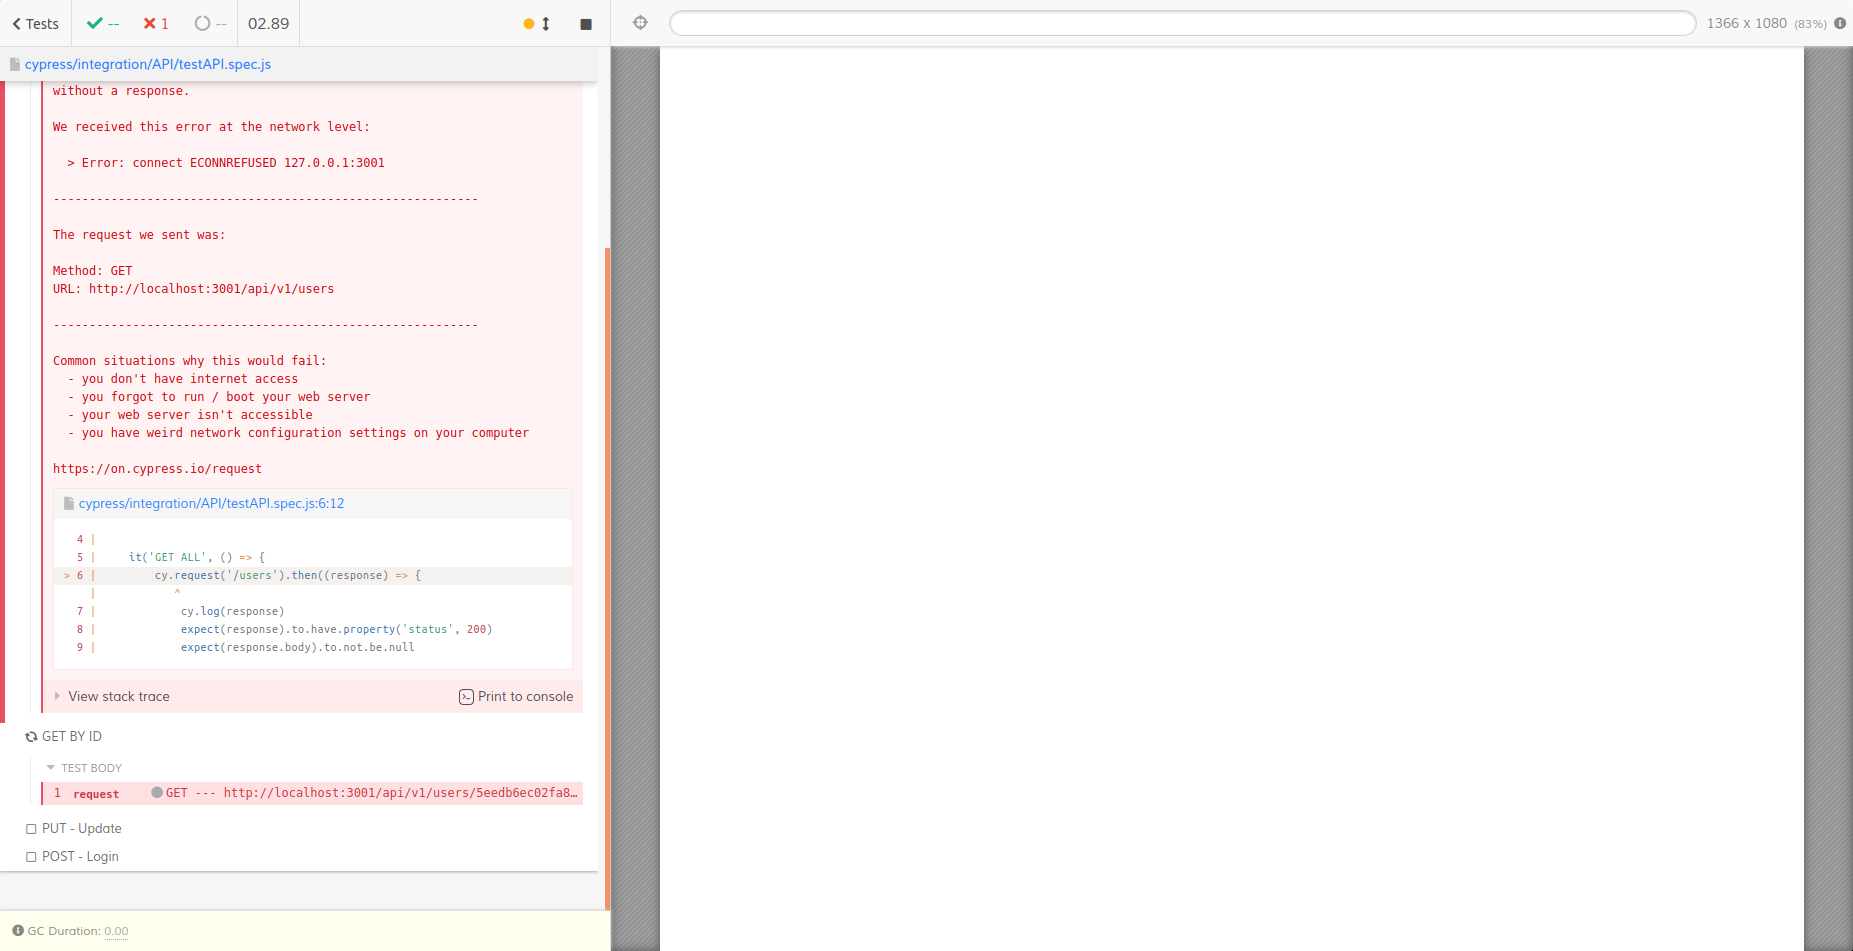 Tests -- 1 -- 02.89
1366 x 1080 (83%)
cypress/integration/API/testAPI.spec.js
without a response.
We received this error at the network level:
> Error: connect ECONNREFUSED 127.0.0.1:3001
-----------------------------------------------------------
The request we sent was:
Method: GET
URL: http://localhost:3001/api/v1/users
-----------------------------------------------------------
Common situations why this would fail:
- you don't have internet access
- you forgot to run / boot your web server
- your web server isn't accessible
- you have weird network configuration settings on your computer
https://on.cypress.io/request
cypress/integration/API/testAPI.spec.js:6:12
4 |
5 | it('GET ALL', () => {
> 6 | cy.request('/users').then((response) => {
| ^
7 | cy.log(response)
8 | expect(response).to.have.property('status', 200)
9 | expect(response.body).to.not.be.null
View stack trace
Print to console
GET BY ID
TEST BODY
1 request GET --- http://localhost:3001/api/v1/users/5eedb6ec02fa8…
PUT - Update
POST - Login
GC Duration: 0.00